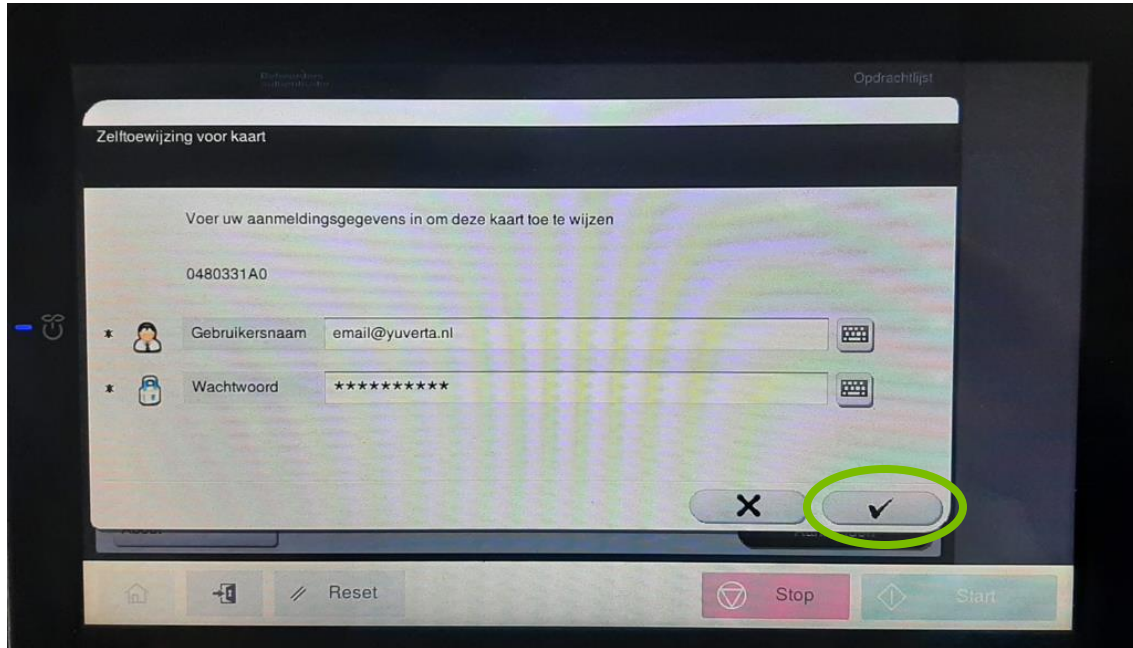 Opdrachtlijst
Zelftoewijzing voor kaart
Voer uw aanmeldingsgegevens in om deze kaart toe te wijzen
0480331A0
* Gebruikersnaam email@yuverta.nl
* Wachtwoord **********
Reset Stop Start